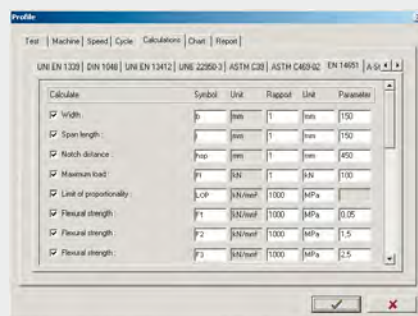 Profile
Test Machine Speed Cycle Calculations Chart Report
UNI EN 1339 DIN 1048 UNI EN 13412 UNE 22950-3 ASTM C39 ASTM C469-02 EN 14651
Calculate Symbol Unit Rapport Unit Parameter
Width : b mm 1 mm 150
Span length : l mm 1 mm 150
Notch distance : hsp mm 1 mm 450
Maximum load : Fl kN 1 kN 100
Limit of proportionality : LOP kN/mm² 1000 MPa
Flexural strength : F1 kN/mm² 1000 MPa 0,05
Flexural strength : F2 kN/mm² 1000 MPa 1,5
Flexural strength : F3 kN/mm² 1000 MPa 2,5